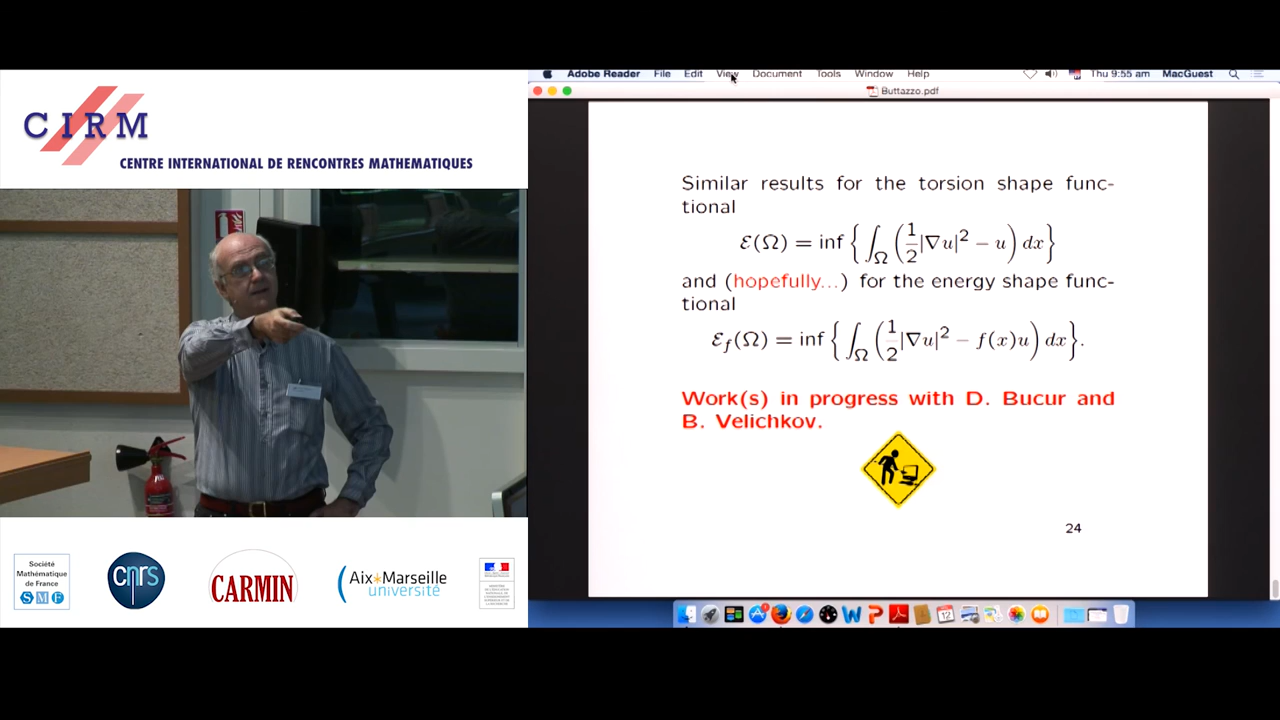 CIRM
CENTRE INTERNATIONAL DE RENCONTRES MATHEMATIQUES
Adobe Reader File Edit View Document Tools Window Help Thu 9:55 am MacGuest
Buttazzo.pdf
Similar results for the torsion shape func-
tional
ℰ(Ω) = inf { ∫_Ω (1/2|∇u|² − u) dx}
and (hopefully...) for the energy shape func-
tional
ℰ_f(Ω) = inf { ∫_Ω (1/2|∇u|² − f(x)u) dx}.
Work(s) in progress with D. Bucur and
B. Velichkov.
24
Société
Mathématique
de France
SMF
cnrs
CARMIN
Aix*Marseille
université
12